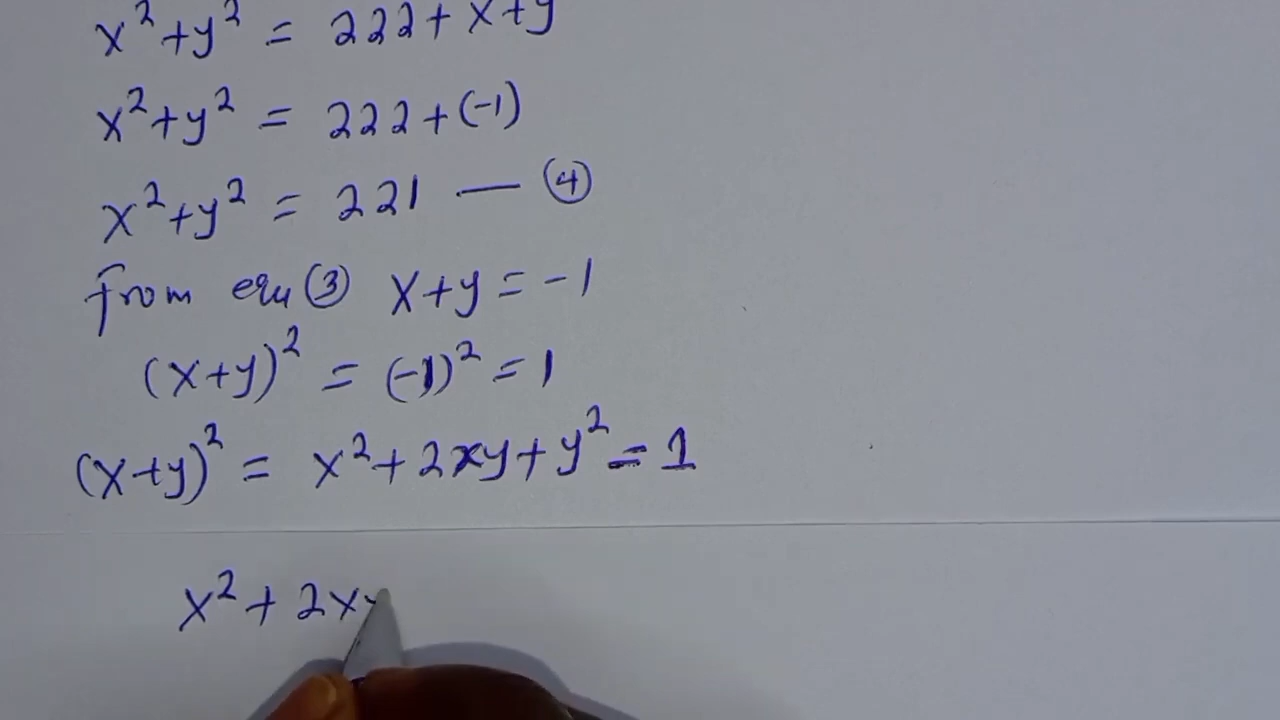 x²+y² = 222+x+y
x²+y² = 222+(-1)
x²+y² = 221 — ④
from equ ③ x+y = -1
(x+y)² = (-1)² = 1
(x+y)² = x²+2xy+y² = 1
x²+2xy